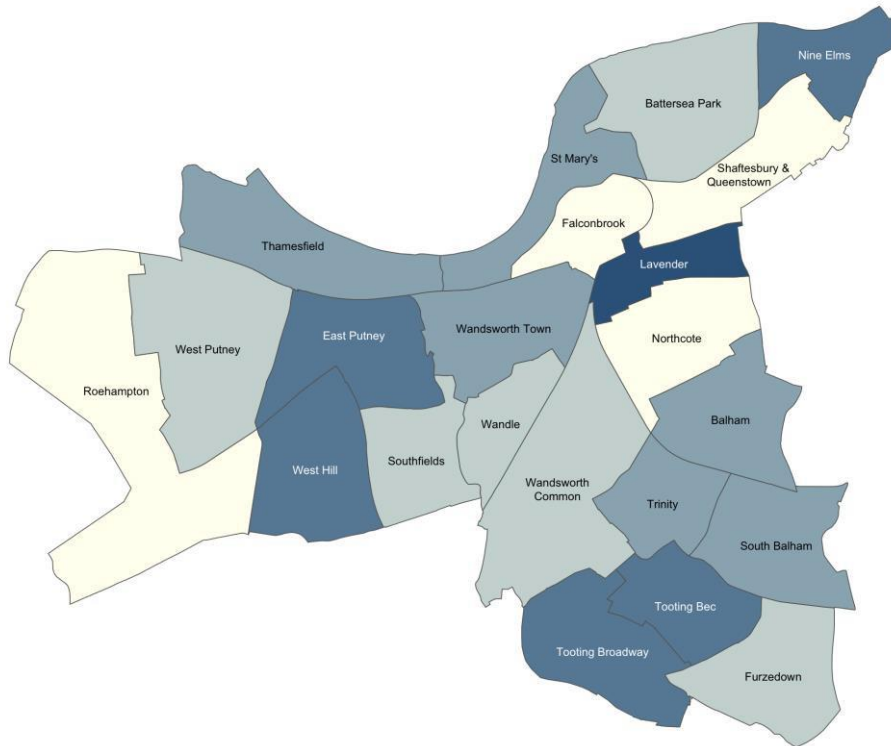 Nine Elms
Battersea Park
St Mary's
Shaftesbury &
Queenstown
Falconbrook
Thamesfield
Lavender
East Putney
Wandsworth Town
Northcote
West Putney
Roehampton
Wandle
Balham
Southfields
West Hill
Wandsworth
Common
Trinity
South Balham
Tooting Bec
Tooting Broadway
Furzedown